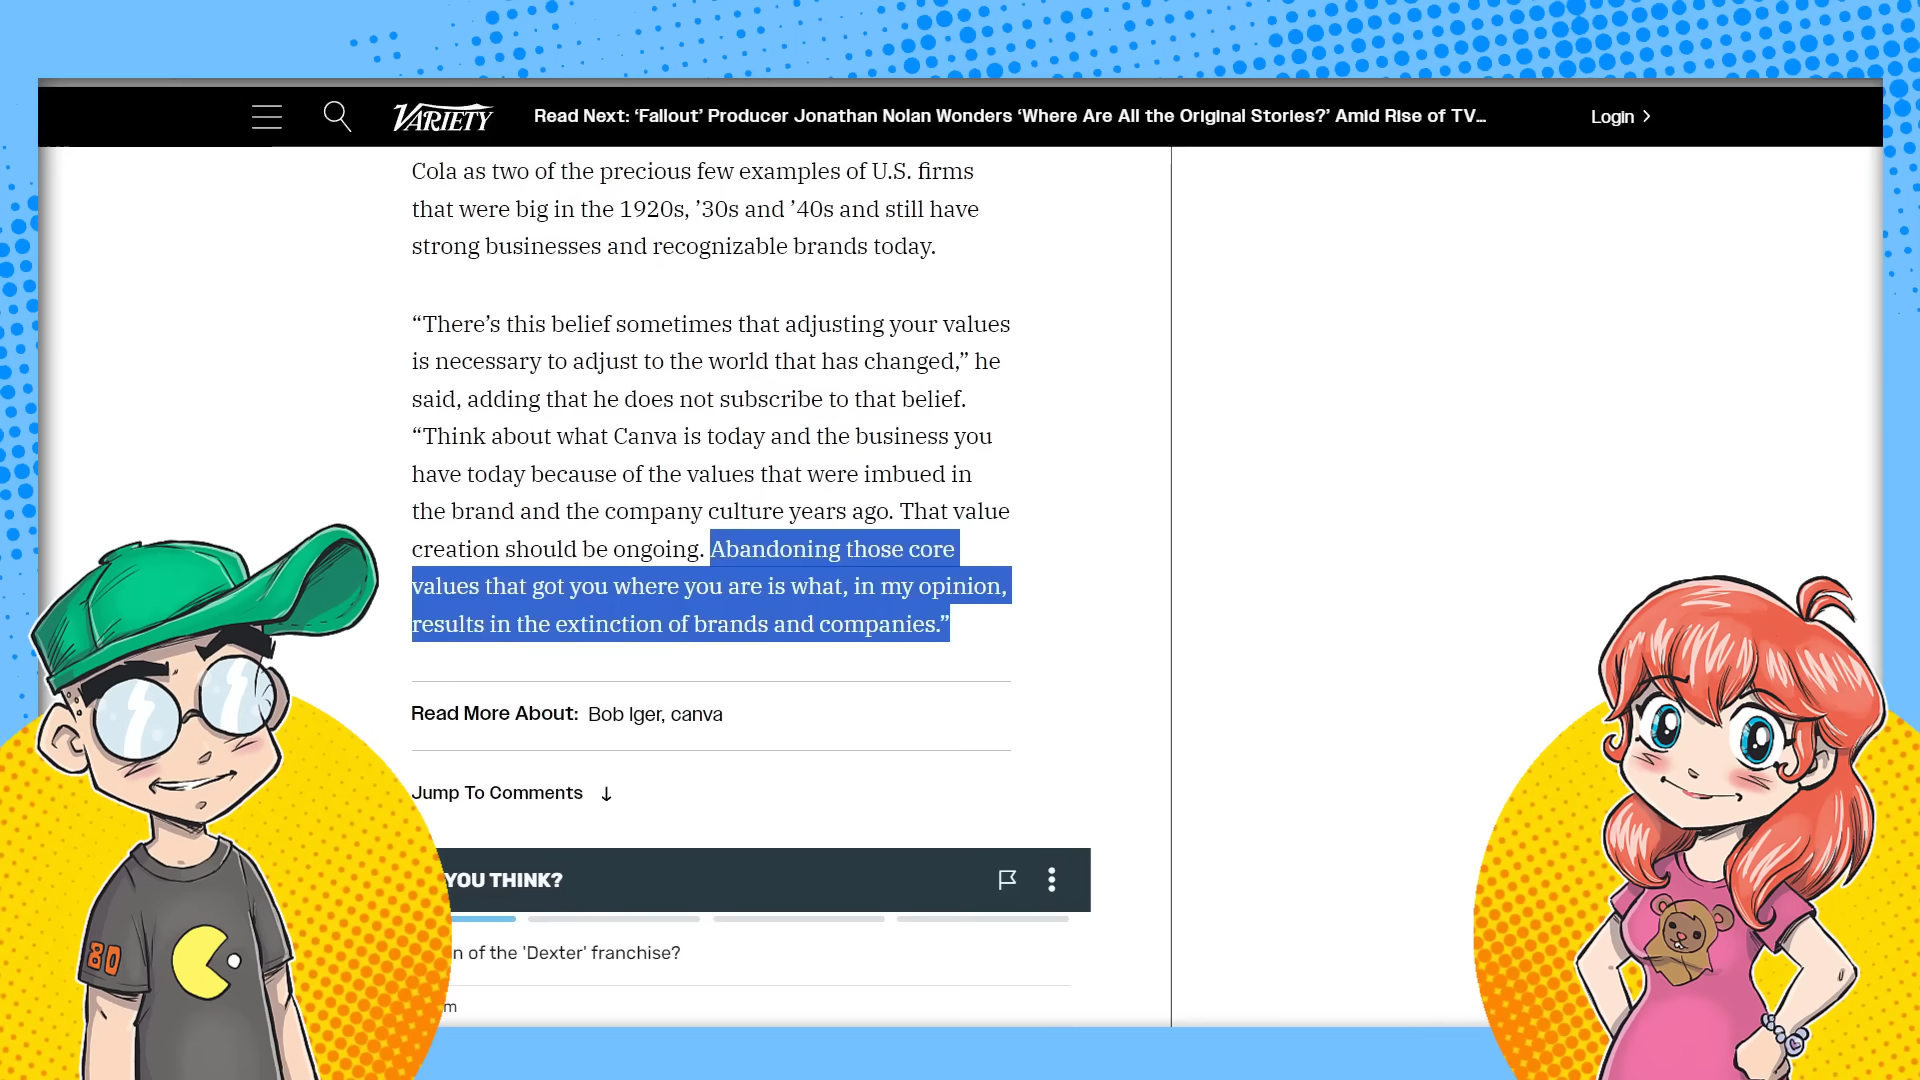 VARIETY
Read Next: ‘Fallout’ Producer Jonathan Nolan Wonders ‘Where Are All the Original Stories?’ Amid Rise of TV...
Login
Cola as two of the precious few examples of U.S. firms
that were big in the 1920s, ’30s and ’40s and still have
strong businesses and recognizable brands today.
“There’s this belief sometimes that adjusting your values
is necessary to adjust to the world that has changed,” he
said, adding that he does not subscribe to that belief.
“Think about what Canva is today and the business you
have today because of the values that were imbued in
the brand and the company culture years ago. That value
creation should be ongoing. Abandoning those core
values that got you where you are is what, in my opinion,
results in the extinction of brands and companies.”
Read More About: Bob Iger, canva
Jump To Comments ↓
YOU THINK?
n of the 'Dexter' franchise?
m
80